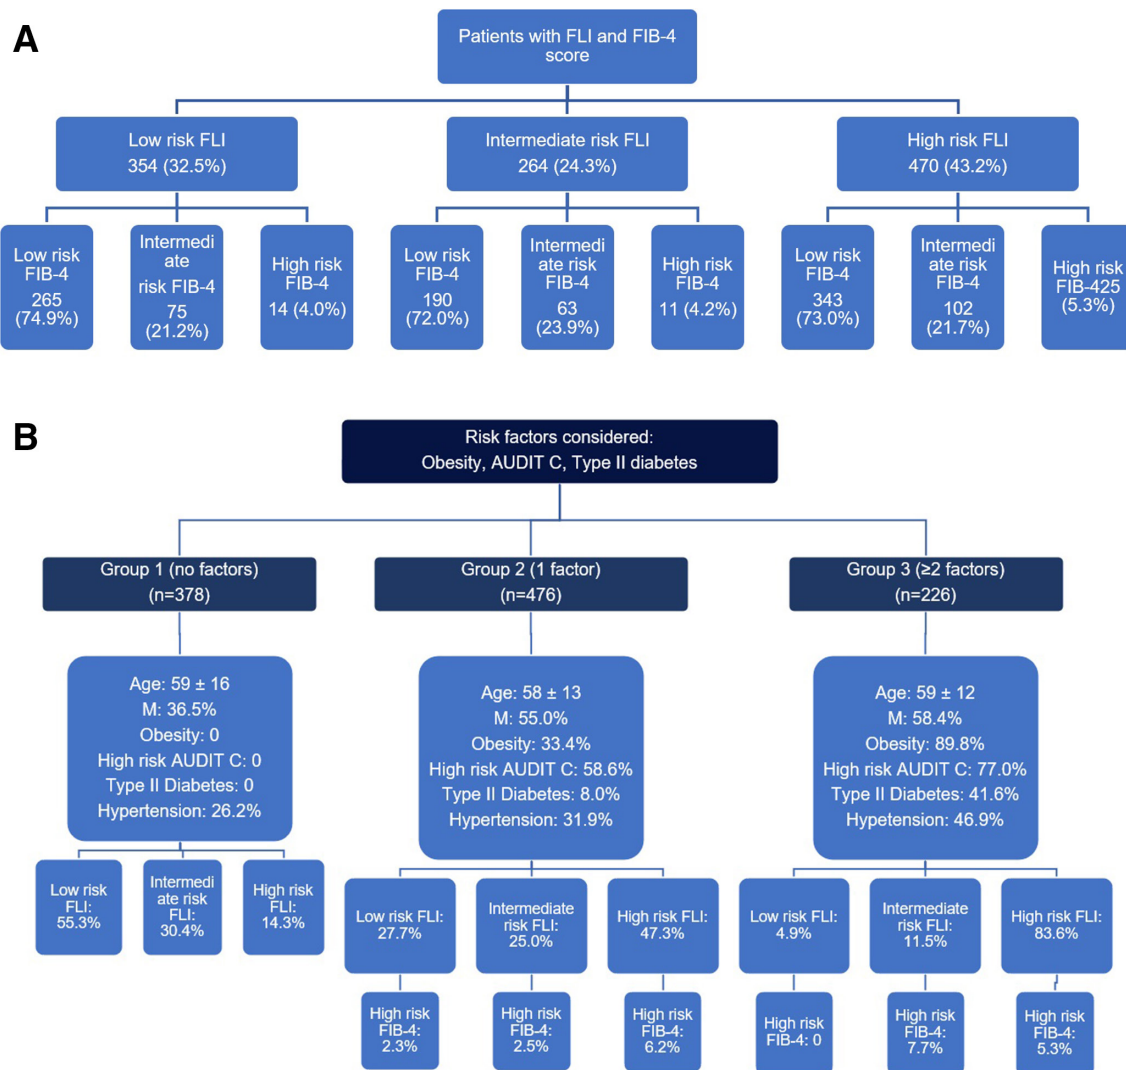 A
Patients with FLI and FIB-4
score
Low risk FLI
354 (32.5%)
Intermediate risk FLI
264 (24.3%)
High risk FLI
470 (43.2%)
Low risk
FIB-4
265
(74.9%)
Intermedi
ate
risk FIB-4
75
(21.2%)
High risk
FIB-4
14 (4.0%)
Low risk
FIB-4
190
(72.0%)
Intermedi
ate risk
FIB-4
63
(23.9%)
High risk
FIB-4
11 (4.2%)
Low risk
FIB-4
343
(73.0%)
Intermedi
ate risk
FIB-4
102
(21.7%)
High risk
FIB-425
(5.3%)
B
Risk factors considered:
Obesity, AUDIT C, Type II diabetes
Group 1 (no factors)
(n=378)
Group 2 (1 factor)
(n=476)
Group 3 (≥2 factors)
(n=226)
Age: 59 ± 16
M: 36.5%
Obesity: 0
High risk AUDIT C: 0
Type II Diabetes: 0
Hypertension: 26.2%
Age: 58 ± 13
M: 55.0%
Obesity: 33.4%
High risk AUDIT C: 58.6%
Type II Diabetes: 8.0%
Hypertension: 31.9%
Age: 59 ± 12
M: 58.4%
Obesity: 89.8%
High risk AUDIT C: 77.0%
Type II Diabetes: 41.6%
Hypetension: 46.9%
Low risk
FLI:
55.3%
Intermedi
ate risk
FLI:
30.4%
High risk
FLI:
14.3%
Low risk FLI:
27.7%
Intermediate
risk FLI:
25.0%
High risk FLI:
47.3%
Low risk FLI:
4.9%
Intermediate
risk FLI:
11.5%
High risk FLI:
83.6%
High risk
FIB-4:
2.3%
High risk
FIB-4:
2.5%
High risk
FIB-4:
6.2%
High risk
FIB-4: 0
High risk
FIB-4:
7.7%
High risk
FIB-4:
5.3%